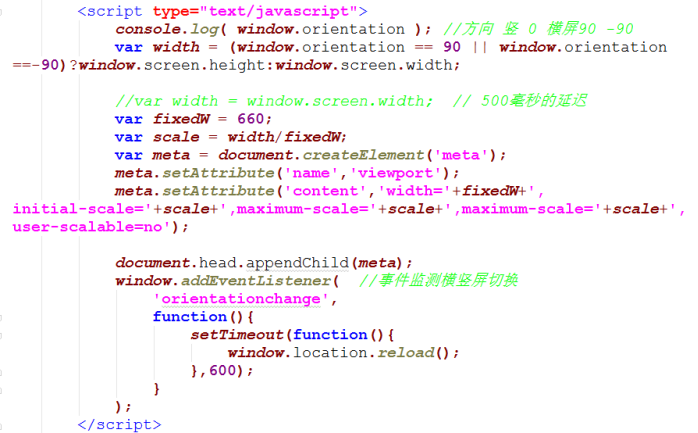 <script type="text/javascript">
console.log( window.orientation ); //方向 竖 0 横屏90 -90
var width = (window.orientation == 90 || window.orientation
==-90)?window.screen.height:window.screen.width;
//var width = window.screen.width;  // 500毫秒的延迟
var fixedW = 660;
var scale = width/fixedW;
var meta = document.createElement('meta');
meta.setAttribute('name','viewport');
meta.setAttribute('content','width='+fixedW+',
initial-scale='+scale+',maximum-scale='+scale+',maximum-scale='+scale+',
user-scalable=no');
document.head.appendChild(meta);
window.addEventListener(  //事件监测横竖屏切换
'orientationchange',
function(){
setTimeout(function(){
window.location.reload();
},600);
}
);
</script>